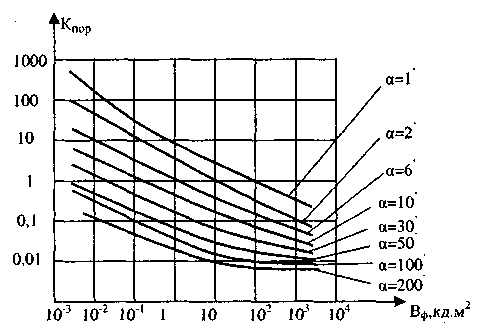 Kпор
1000
100
10
1
0,1
0.01
10⁻³ 10⁻² 10⁻¹ 1 10 10² 10³ 10⁴
Bф,кд.м²
α=1'
α=2'
α=6'
α=10'
α=30'
α=50'
α=100'
α=200'